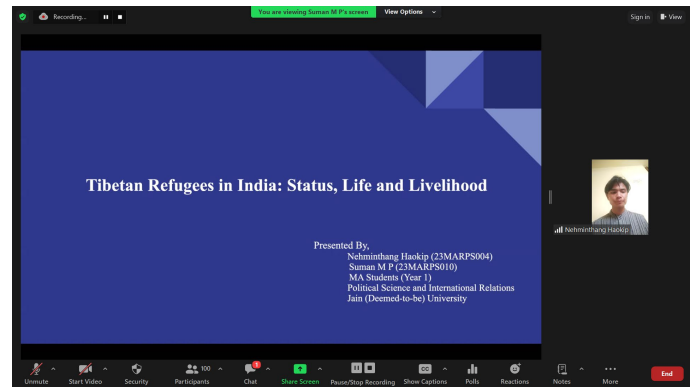 Recording...
You are viewing Suman M P's screen
View Options
Sign in
View
Tibetan Refugees in India: Status, Life and Livelihood
Presented By,
Nehminthang Haokip (23MARPS004)
Suman M P (23MARPS010)
MA Students (Year 1)
Political Science and International Relations
Jain (Deemed-to-be) University
Nehminthang Haokip
100
1
CC
Unmute
Start Video
Security
Participants
Chat
Share Screen
Pause/Stop Recording
Show Captions
Polls
Reactions
Notes
More
End